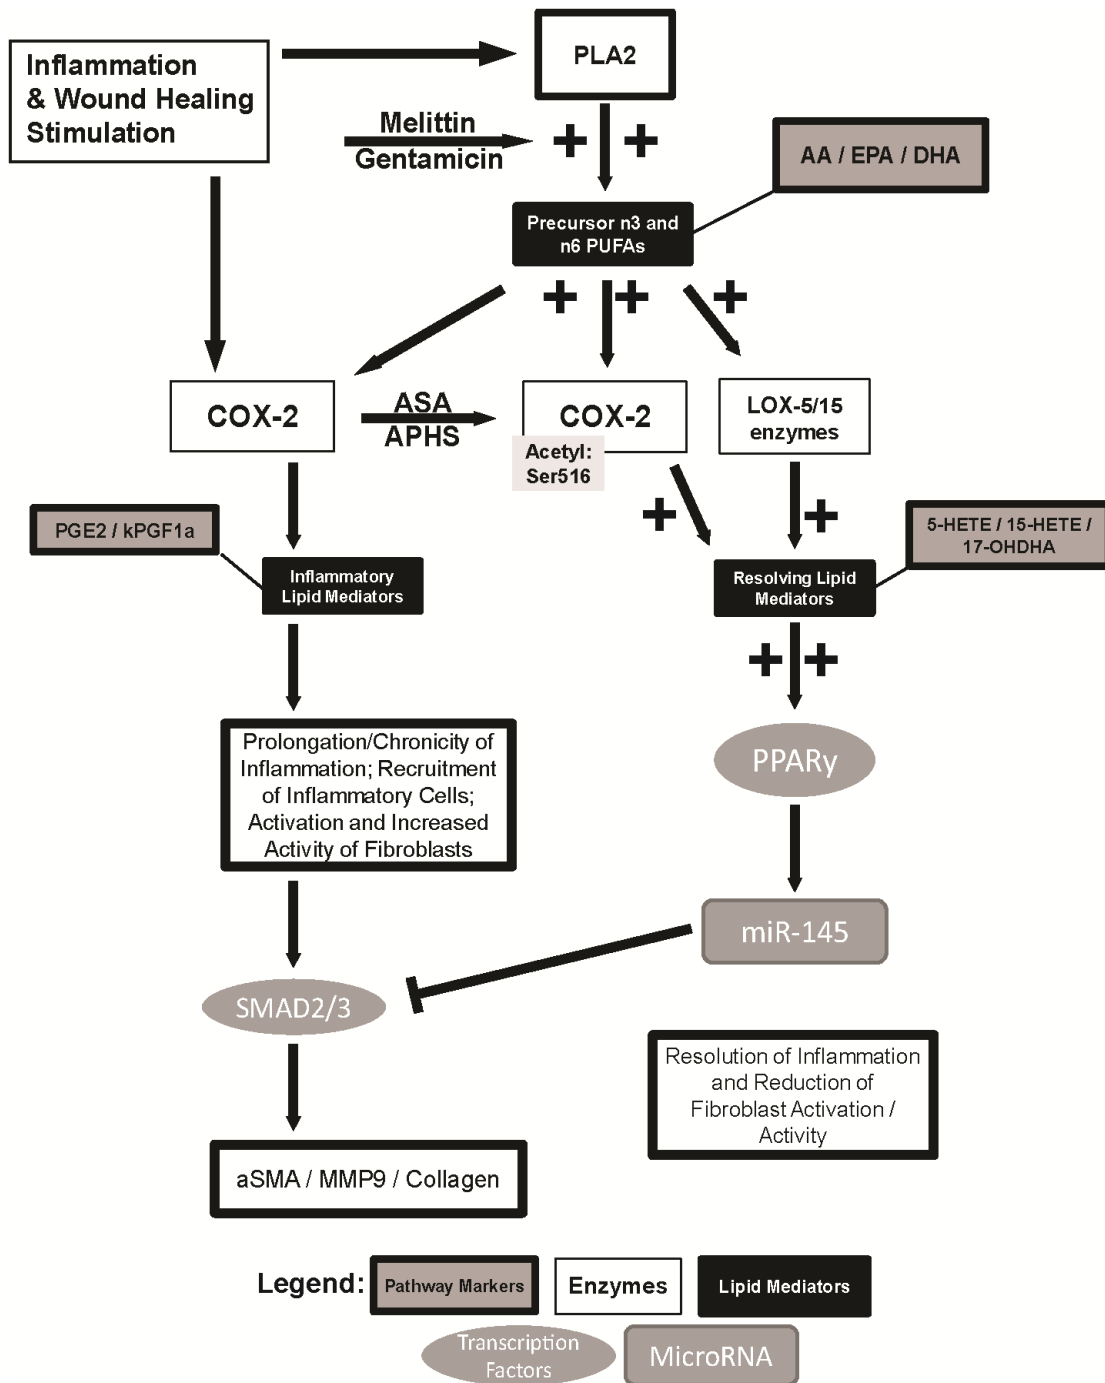 Inflammation
& Wound Healing
Stimulation
PLA2
Melittin
Gentamicin
+ +
AA / EPA / DHA
Precursor n3 and
n6 PUFAs
+ + +
COX-2
ASA
APHS
COX-2
Acetyl:
Ser516
LOX-5/15
enzymes
+ +
PGE2 / kPGF1a
5-HETE / 15-HETE /
17-OHDHA
Inflammatory
Lipid Mediators
Resolving Lipid
Mediators
+ +
Prolongation/Chronicity of
Inflammation; Recruitment
of Inflammatory Cells;
Activation and Increased
Activity of Fibroblasts
PPARy
miR-145
SMAD2/3
Resolution of Inflammation
and Reduction of
Fibroblast Activation /
Activity
aSMA / MMP9 / Collagen
Legend:
Pathway Markers
Enzymes
Lipid Mediators
Transcription
Factors
MicroRNA